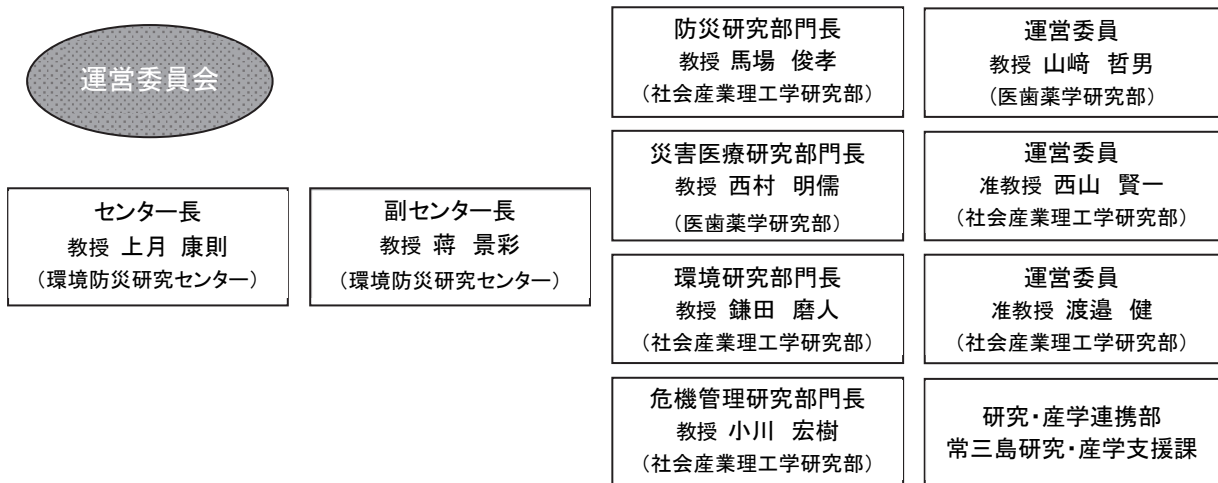 運営委員会
センター長
教授 上月 康則
(環境防災研究センター)
副センター長
教授 蒋 景彩
(環境防災研究センター)
防災研究部門長
教授 馬場 俊孝
(社会産業理工学研究部)
災害医療研究部門長
教授 西村 明儒
(医歯薬学研究部)
環境研究部門長
教授 鎌田 磨人
(社会産業理工学研究部)
危機管理研究部門長
教授 小川 宏樹
(社会産業理工学研究部)
運営委員
教授 山﨑 哲男
(医歯薬学研究部)
運営委員
准教授 西山 賢一
(社会産業理工学研究部)
運営委員
准教授 渡邉 健
(社会産業理工学研究部)
研究・産学連携部
常三島研究・産学支援課